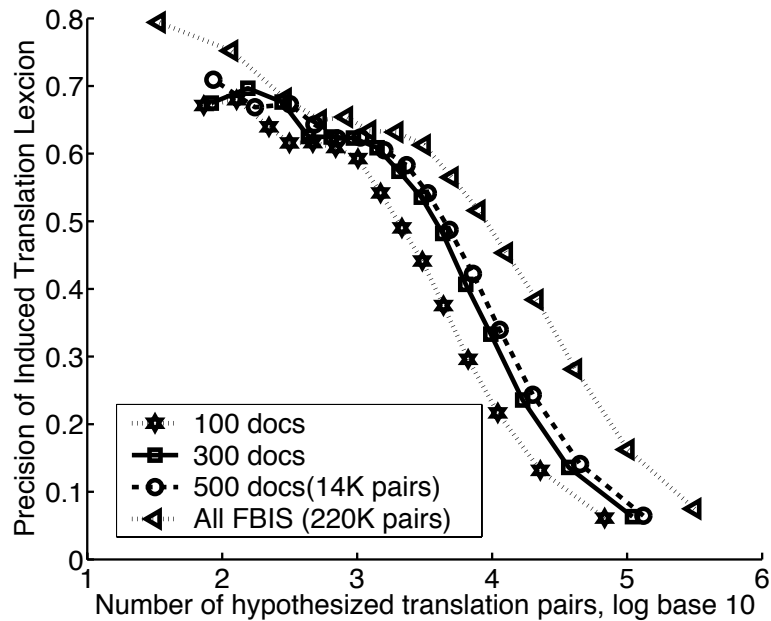 Precision of Induced Translation Lexcion
0.8
0.7
0.6
0.5
0.4
0.3
0.2
0.1
0
100 docs
300 docs
500 docs(14K pairs)
All FBIS (220K pairs)
1 2 3 4 5 6
Number of hypothesized translation pairs, log base 10